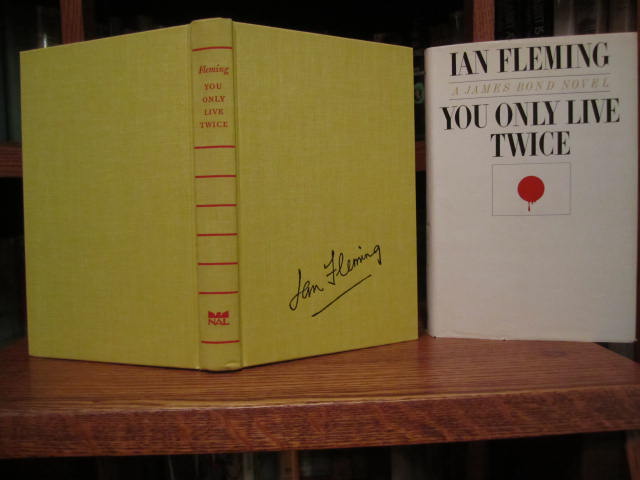 Fleming
YOU
ONLY
LIVE
TWICE
NAL
Ian Fleming
IAN FLEMING
A JAMES BOND NOVEL
YOU ONLY LIVE
TWICE